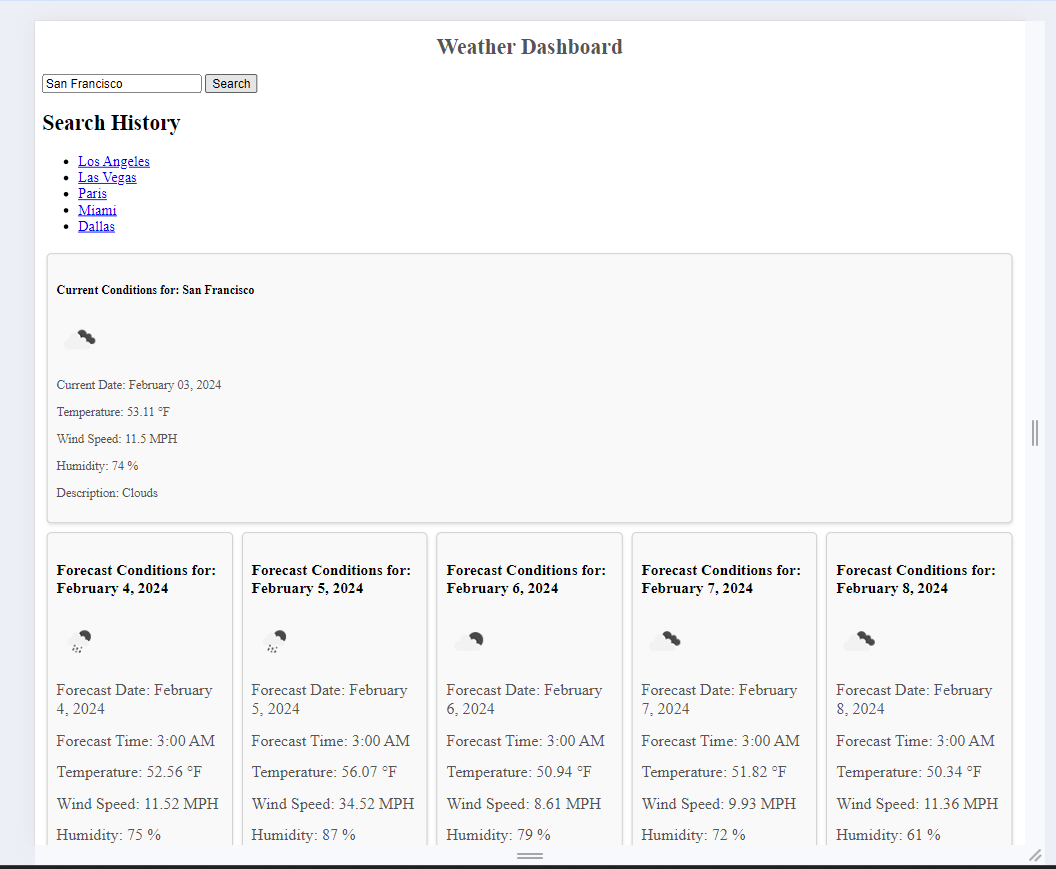 Weather Dashboard
San Francisco Search
Search History
Los Angeles
Las Vegas
Paris
Miami
Dallas
Current Conditions for: San Francisco
Current Date: February 03, 2024
Temperature: 53.11 °F
Wind Speed: 11.5 MPH
Humidity: 74 %
Description: Clouds
Forecast Conditions for:
February 4, 2024
Forecast Date: February
4, 2024
Forecast Time: 3:00 AM
Temperature: 52.56 °F
Wind Speed: 11.52 MPH
Humidity: 75 %
Forecast Conditions for:
February 5, 2024
Forecast Date: February
5, 2024
Forecast Time: 3:00 AM
Temperature: 56.07 °F
Wind Speed: 34.52 MPH
Humidity: 87 %
Forecast Conditions for:
February 6, 2024
Forecast Date: February
6, 2024
Forecast Time: 3:00 AM
Temperature: 50.94 °F
Wind Speed: 8.61 MPH
Humidity: 79 %
Forecast Conditions for:
February 7, 2024
Forecast Date: February
7, 2024
Forecast Time: 3:00 AM
Temperature: 51.82 °F
Wind Speed: 9.93 MPH
Humidity: 72 %
Forecast Conditions for:
February 8, 2024
Forecast Date: February
8, 2024
Forecast Time: 3:00 AM
Temperature: 50.34 °F
Wind Speed: 11.36 MPH
Humidity: 61 %